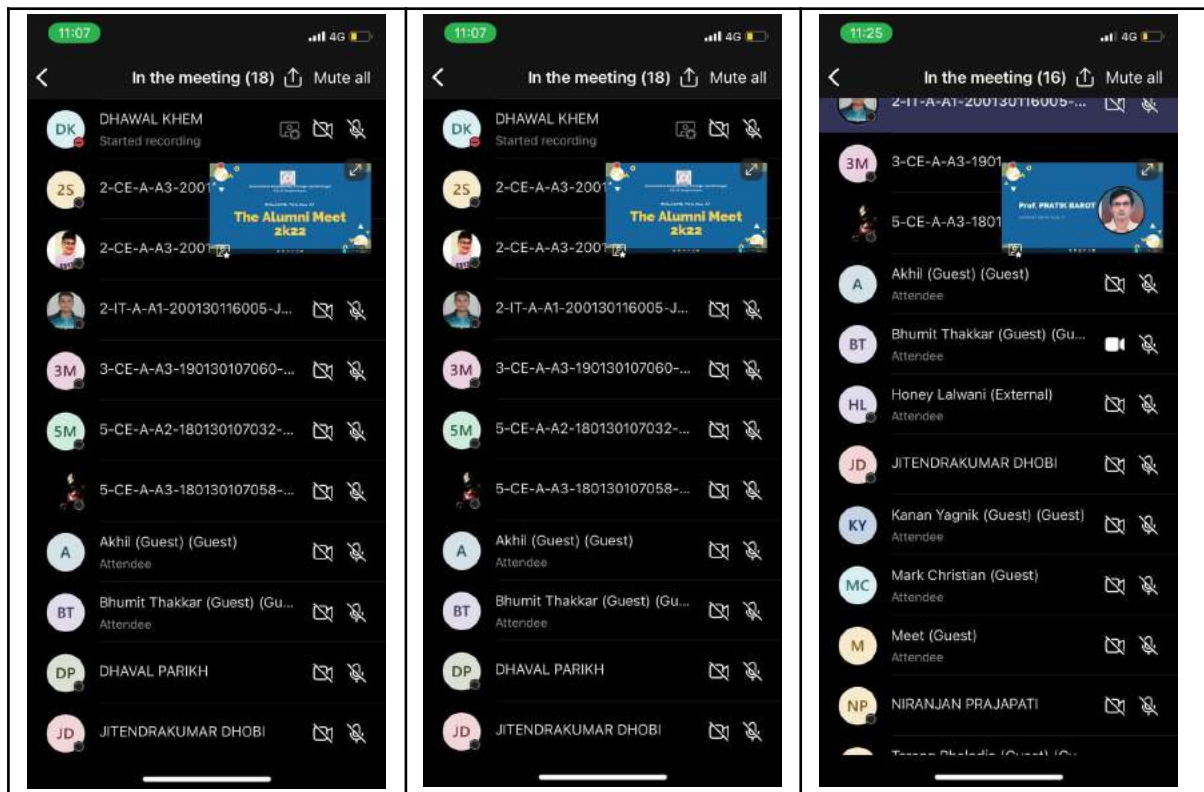 11:07
4G
In the meeting (18) Mute all
DK DHAWAL KHEM
Started recording
2S 2-CE-A-A3-2001
WELCOME YOU ALL AT
The Alumni Meet
2k22
2-CE-A-A3-2001
2-IT-A-A1-200130116005-J...
3M 3-CE-A-A3-190130107060-...
5M 5-CE-A-A2-180130107032-...
5-CE-A-A3-180130107058-...
A Akhil (Guest) (Guest)
Attendee
BT Bhumit Thakkar (Guest) (Gu...
Attendee
DP DHAVAL PARIKH
JD JITENDRAKUMAR DHOBI
11:07
4G
In the meeting (18) Mute all
DK DHAWAL KHEM
Started recording
2S 2-CE-A-A3-2001
WELCOME YOU ALL AT
The Alumni Meet
2k22
2-CE-A-A3-2001
2-IT-A-A1-200130116005-J...
3M 3-CE-A-A3-190130107060-...
5M 5-CE-A-A2-180130107032-...
5-CE-A-A3-180130107058-...
A Akhil (Guest) (Guest)
Attendee
BT Bhumit Thakkar (Guest) (Gu...
Attendee
DP DHAVAL PARIKH
JD JITENDRAKUMAR DHOBI
11:25
4G
In the meeting (16) Mute all
2-IT-A-A1-200130116005-...
3M 3-CE-A-A3-1901
Prof. PRATIK BAROT
5-CE-A-A3-1801
A Akhil (Guest) (Guest)
Attendee
BT Bhumit Thakkar (Guest) (Gu...
Attendee
HL Honey Lalwani (External)
Attendee
JD JITENDRAKUMAR DHOBI
KY Kanan Yagnik (Guest) (Guest)
Attendee
MC Mark Christian (Guest)
Attendee
M Meet (Guest)
Attendee
NP NIRANJAN PRAJAPATI